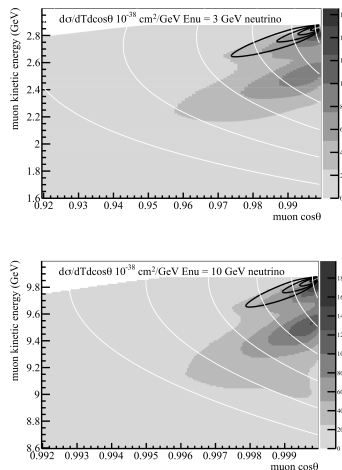 dσ/dTdcosθ 10⁻³⁸ cm²/GeV Enu = 3 GeV neutrino
muon kinetic energy (GeV)
2.8
2.6
2.4
2.2
2
1.8
1.6
0.92 0.93 0.94 0.95 0.96 0.97 0.98 0.99
muon cosθ
dσ/dTdcosθ 10⁻³⁸ cm²/GeV Enu = 10 GeV neutrino
muon kinetic energy (GeV)
9.8
9.6
9.4
9.2
9
8.8
8.6
0.992 0.993 0.994 0.995 0.996 0.997 0.998 0.999
muon cosθ